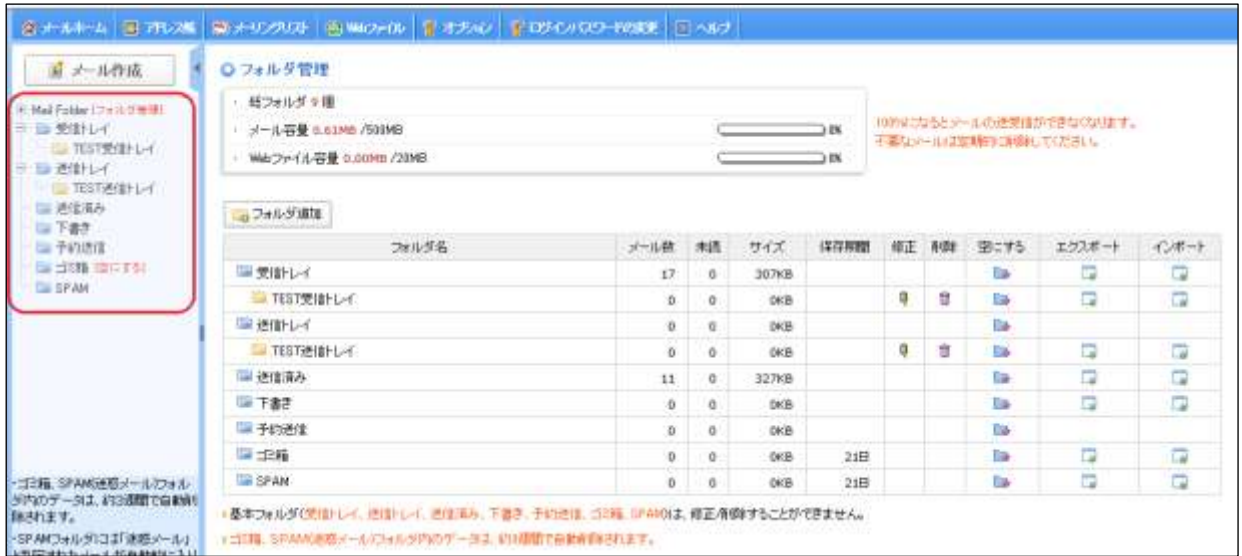 メールホーム アドレス帳 メーリングリスト Webファイル オプション ログインパスワードの変更 ヘルプ
メール作成
Mail Folder [フォルダ管理]
受信トレイ
TEST受信トレイ
送信トレイ
TEST送信トレイ
送信済み
下書き
予約送信
ゴミ箱 [空にする]
SPAM
・ゴミ箱、SPAM(迷惑メール)フォル
ダ内のデータは、約3週間で自動削
除されます。
・SPAMフォルダには「迷惑メール」
フォルダ管理
総フォルダ 9 個
メール容量 0.63MB /500MB 0%
Webファイル容量 0.00MB /20MB 0%
100%になるとメールの送受信ができなくなります。
不要なメールは定期的に削除してください。
フォルダ追加
フォルダ名 メール数 未読 サイズ 保存期間 修正 削除 空にする エクスポート インポート
受信トレイ 17 0 307KB
TEST受信トレイ 0 0 0KB
送信トレイ 0 0 0KB
TEST送信トレイ 0 0 0KB
送信済み 11 0 327KB
下書き 0 0 0KB
予約送信 0 0 0KB
ゴミ箱 0 0 0KB 21日
SPAM 0 0 0KB 21日
基本フォルダ(受信トレイ、送信トレイ、送信済み、下書き、予約送信、ゴミ箱、SPAM)は、修正/削除することができません。
ゴミ箱、SPAM(迷惑メール)フォルダ内のデータは、約3週間で自動削除されます。